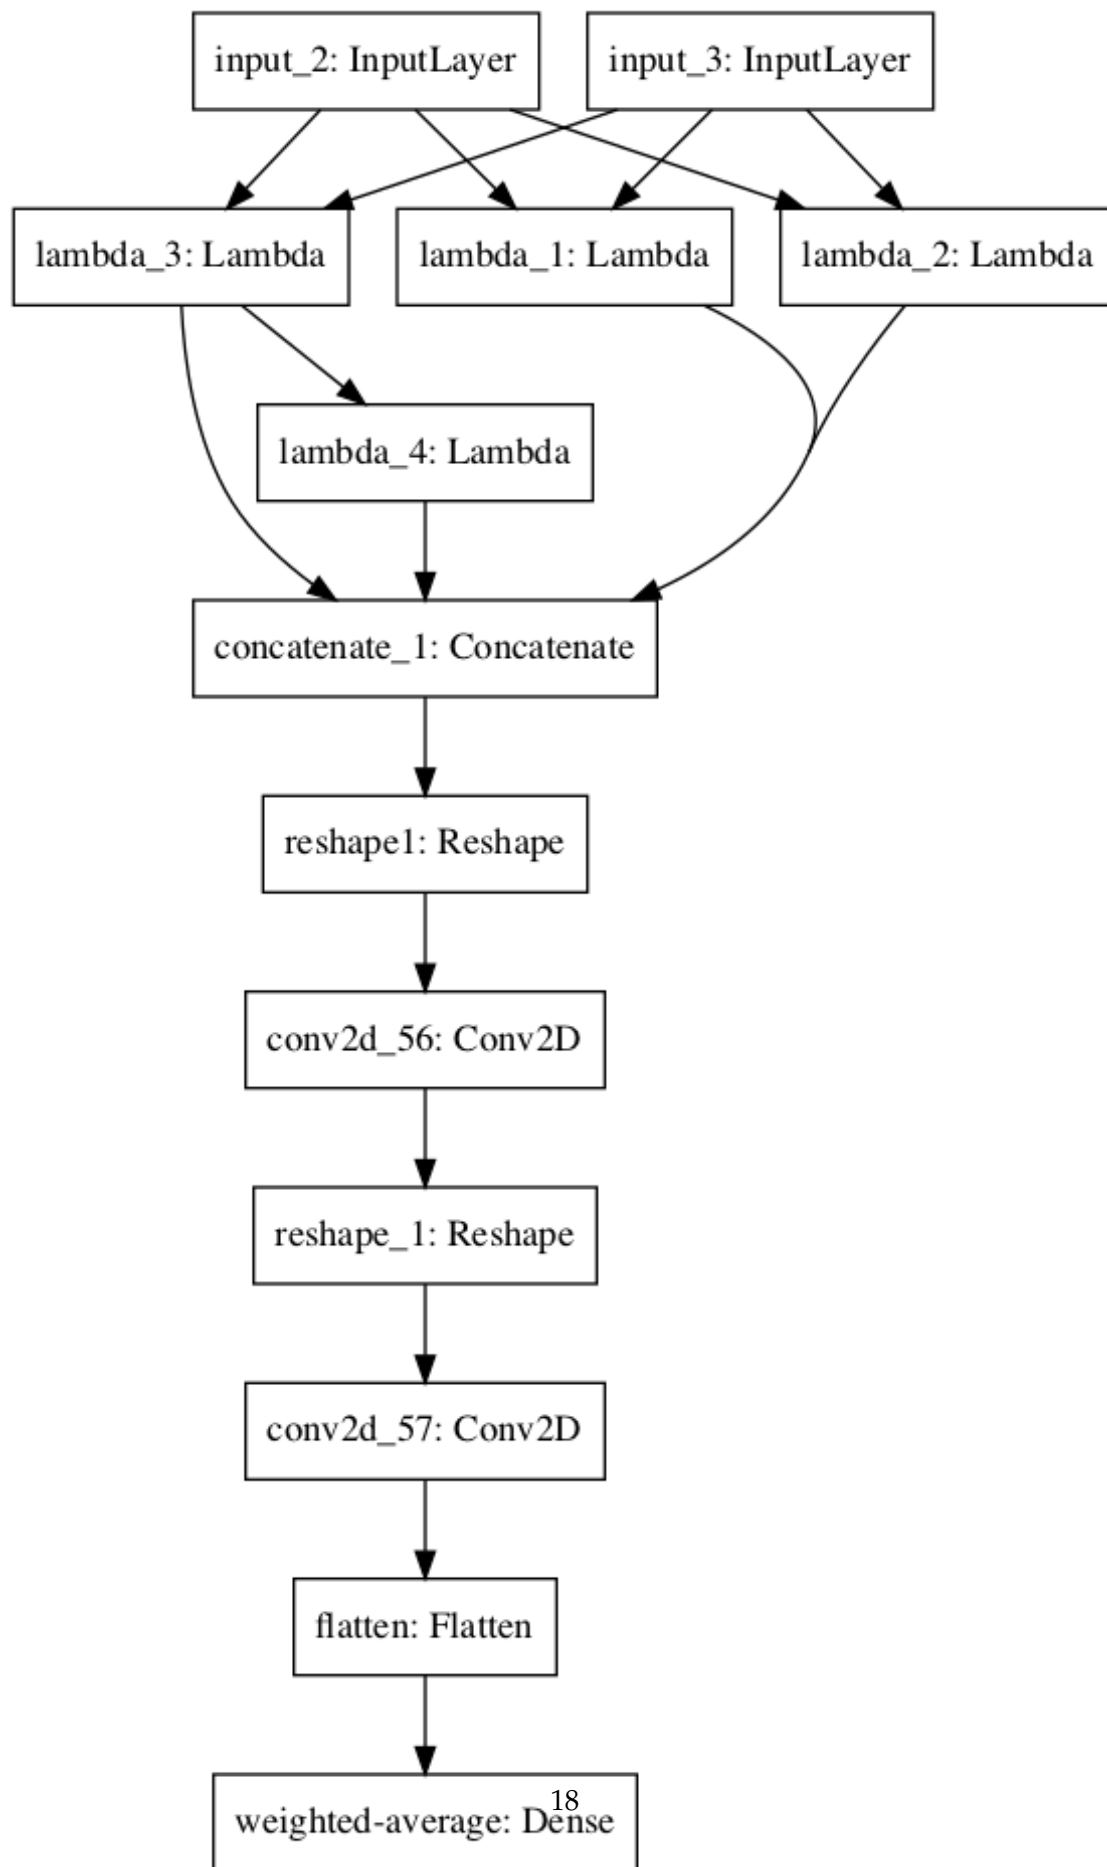 input_2: InputLayer
input_3: InputLayer
lambda_3: Lambda
lambda_1: Lambda
lambda_2: Lambda
lambda_4: Lambda
concatenate_1: Concatenate
reshape1: Reshape
conv2d_56: Conv2D
reshape_1: Reshape
conv2d_57: Conv2D
flatten: Flatten
18
weighted-average: Dense